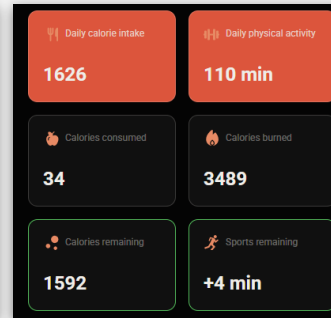 Daily calorie intake
1626
Daily physical activity
110 min
Calories consumed
34
Calories burned
3489
Calories remaining
1592
Sports remaining
+4 min